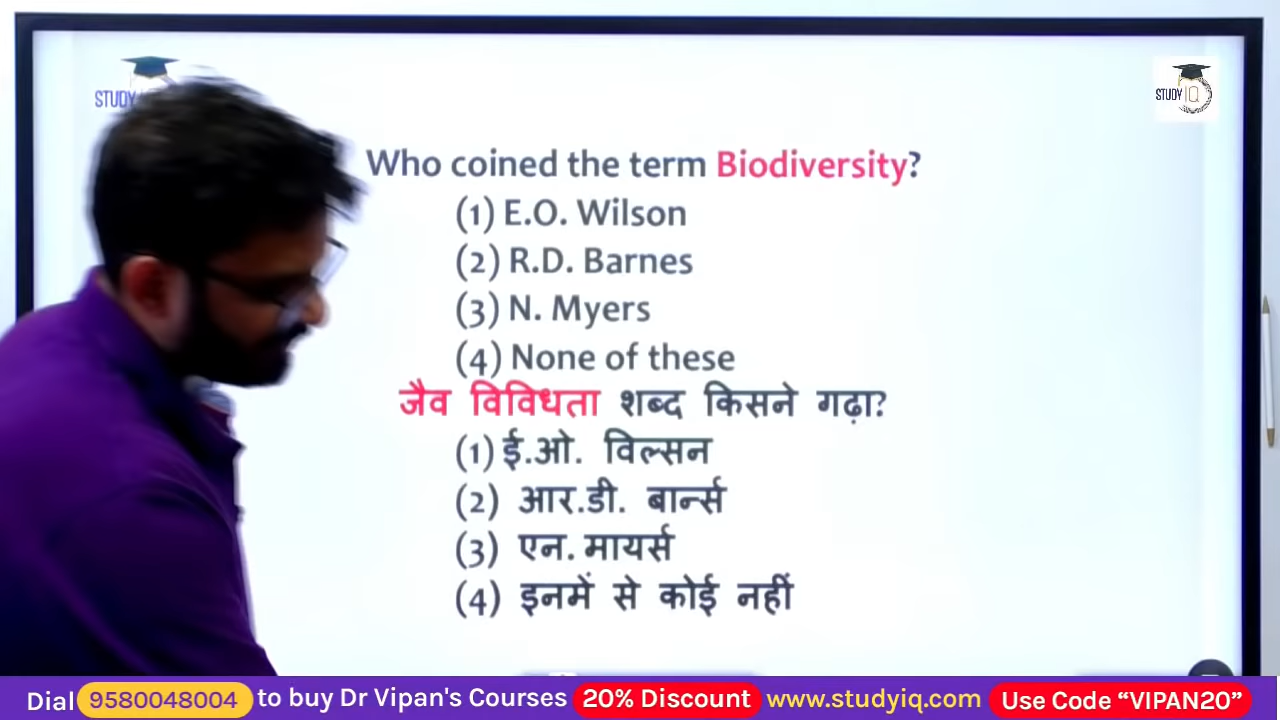 STUDY
STUDY IQ
Who coined the term Biodiversity?
(1) E.O. Wilson
(2) R.D. Barnes
(3) N. Myers
(4) None of these
जैव विविधता शब्द किसने गढ़ा?
(1) ई.ओ. विल्सन
(2) आर.डी. बार्न्स
(3) एन. मायर्स
(4) इनमें से कोई नहीं
Dial 9580048004 to buy Dr Vipan's Courses 20% Discount www.studyiq.com Use Code “VIPAN20”